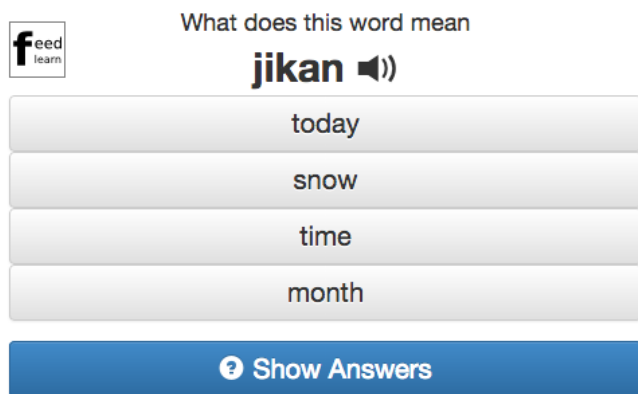 feed
learn
What does this word mean
jikan
today
snow
time
month
Show Answers